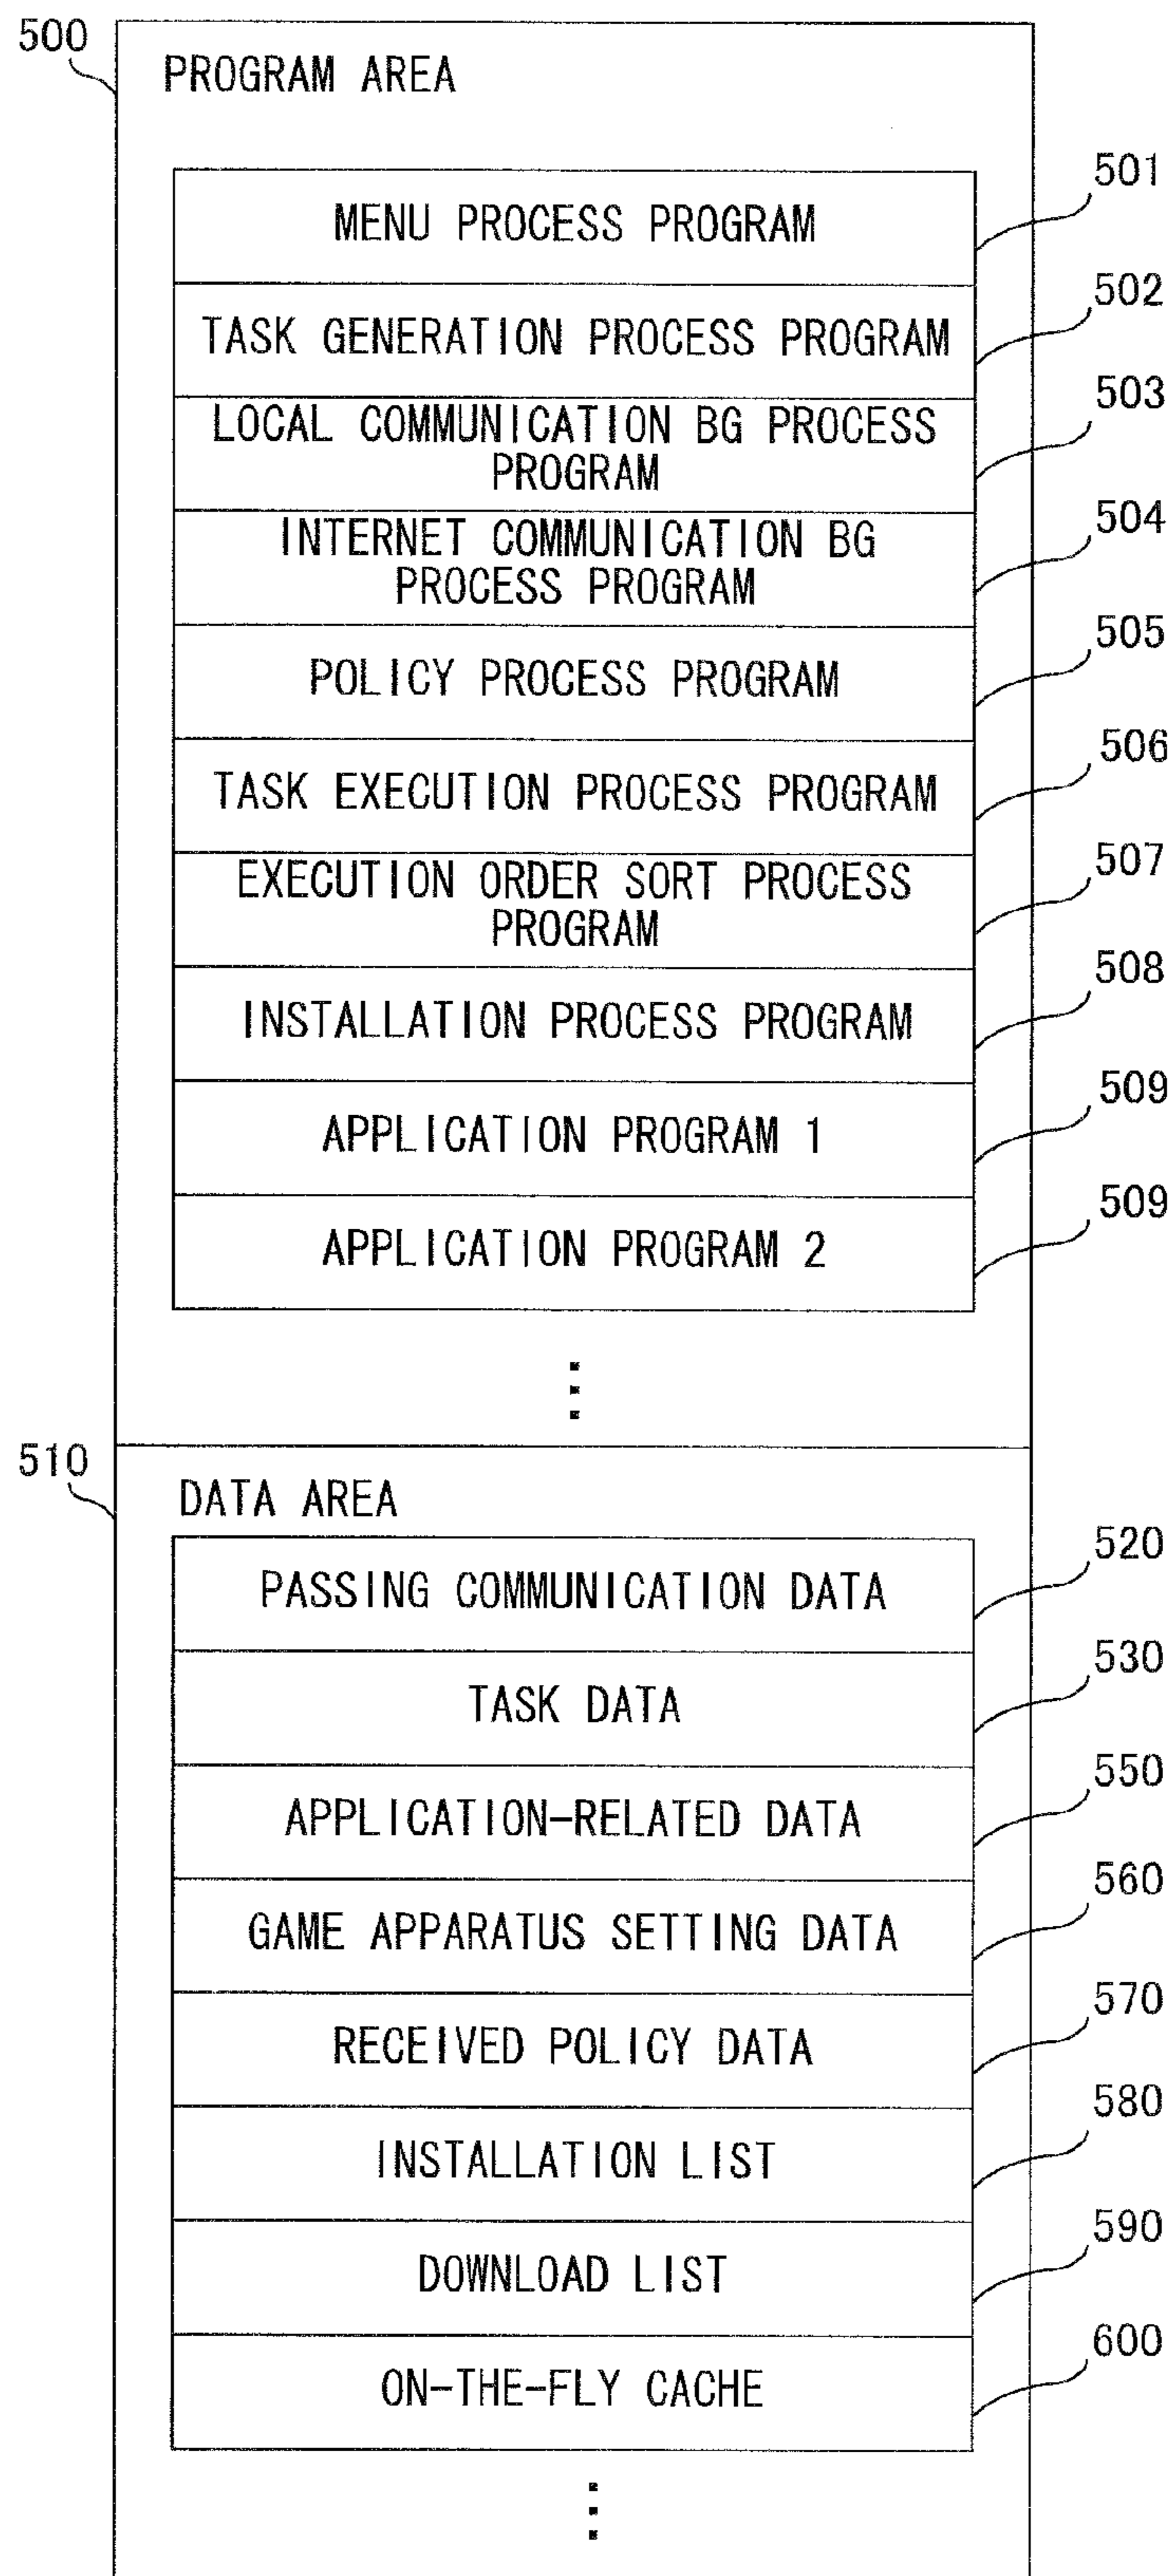 500
PROGRAM AREA
501
MENU PROCESS PROGRAM
502
TASK GENERATION PROCESS PROGRAM
503
LOCAL COMMUNICATION BG PROCESS
PROGRAM
504
INTERNET COMMUNICATION BG
PROCESS PROGRAM
505
POLICY PROCESS PROGRAM
506
TASK EXECUTION PROCESS PROGRAM
507
EXECUTION ORDER SORT PROCESS
PROGRAM
508
INSTALLATION PROCESS PROGRAM
509
APPLICATION PROGRAM 1
509
APPLICATION PROGRAM 2
510
DATA AREA
520
PASSING COMMUNICATION DATA
530
TASK DATA
550
APPLICATION-RELATED DATA
560
GAME APPARATUS SETTING DATA
570
RECEIVED POLICY DATA
580
INSTALLATION LIST
590
DOWNLOAD LIST
600
ON-THE-FLY CACHE